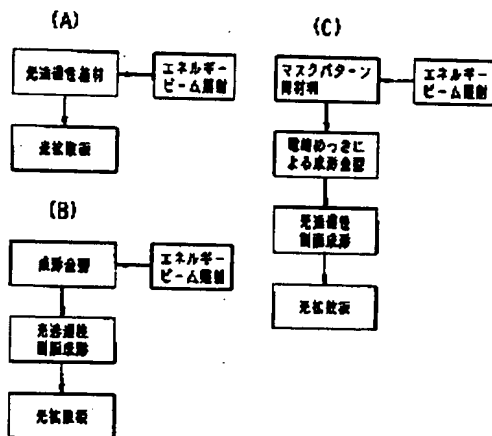 (A)
光透過性基材
エネルギー
ビーム照射
光拡散板
(B)
成形金型
エネルギー
ビーム照射
光透過性
樹脂成形
光拡散板
(C)
マスクパターン
エネルギー
ビーム照射
電鋳めっきに
よる成形金型
光透過性
樹脂成形
光拡散板